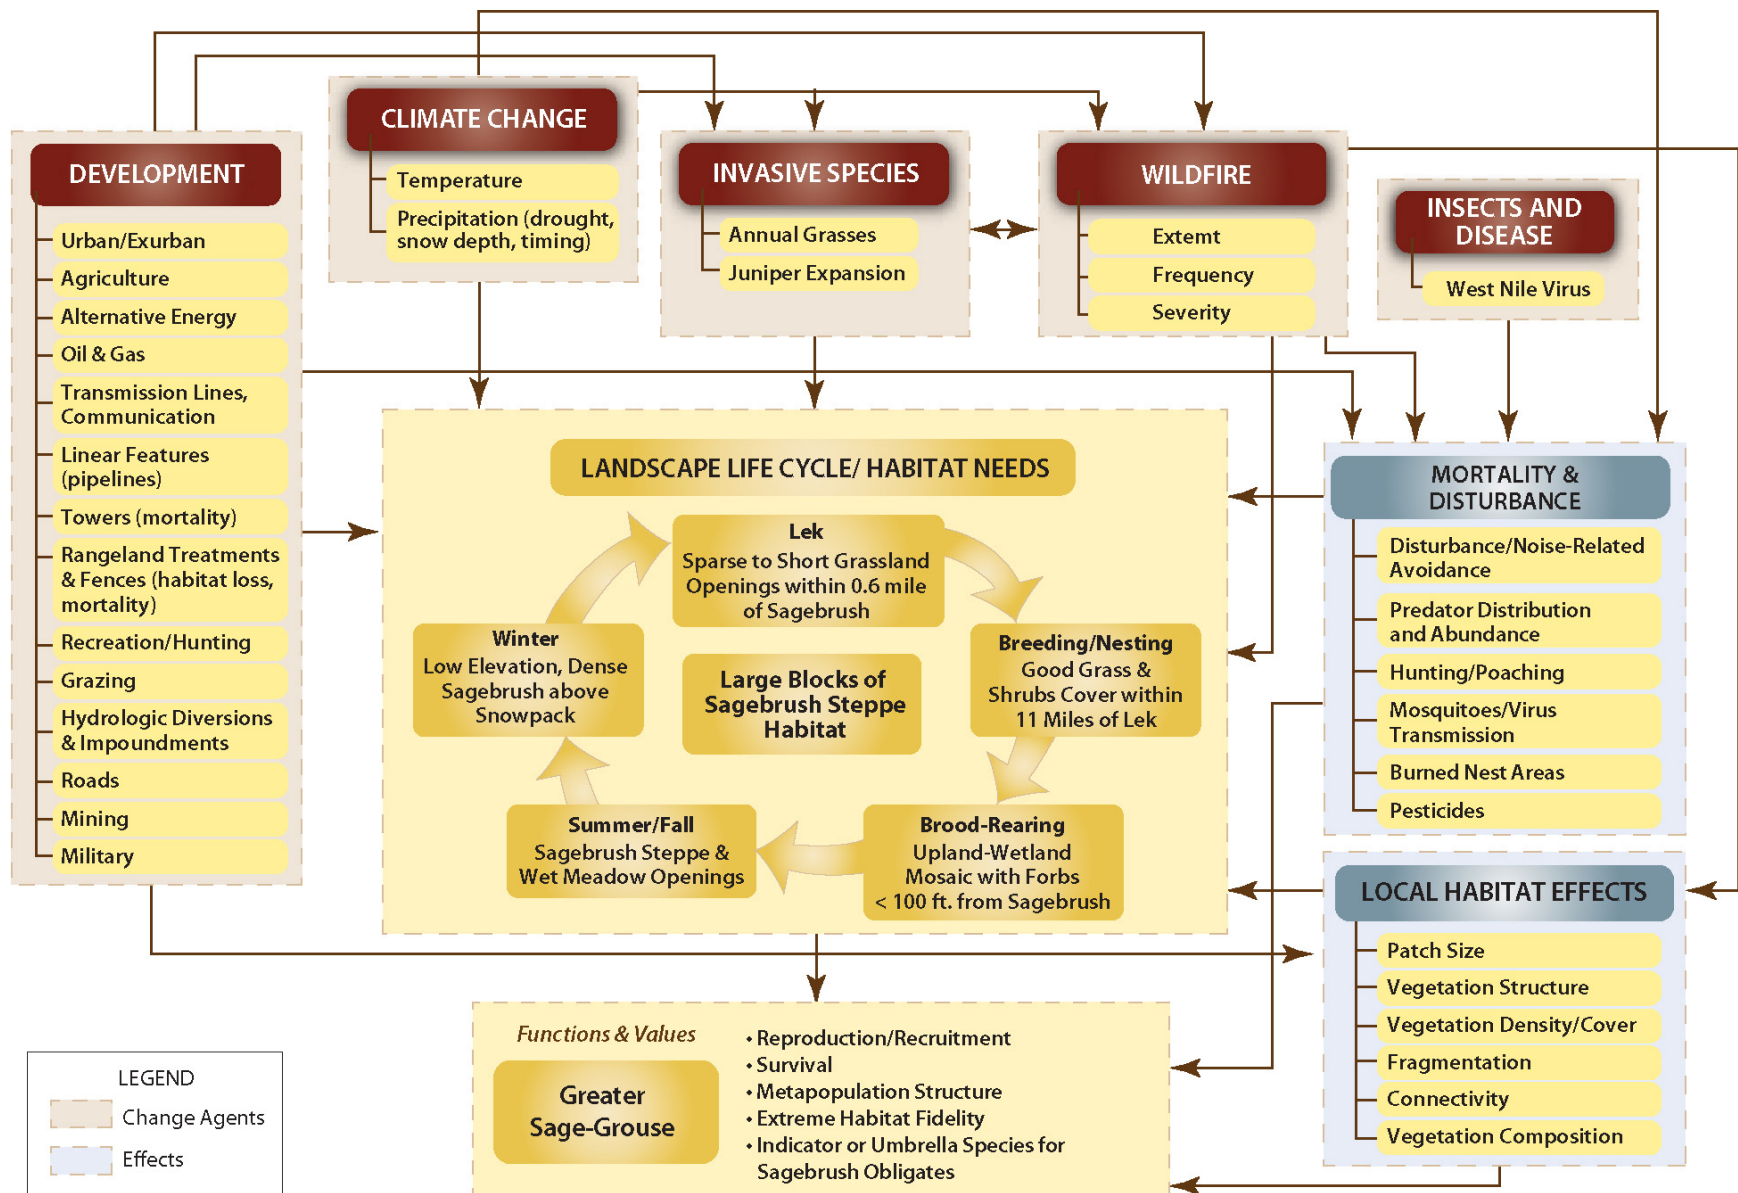 CLIMATE CHANGE
Temperature
Precipitation (drought,
snow depth, timing)
DEVELOPMENT
Urban/Exurban
Agriculture
Alternative Energy
Oil & Gas
Transmission Lines,
Communication
Linear Features
(pipelines)
Towers (mortality)
Rangeland Treatments
& Fences (habitat loss,
mortality)
Recreation/Hunting
Grazing
Hydrologic Diversions
& Impoundments
Roads
Mining
Military
INVASIVE SPECIES
Annual Grasses
Juniper Expansion
WILDFIRE
Extemt
Frequency
Severity
INSECTS AND
DISEASE
West Nile Virus
LANDSCAPE LIFE CYCLE/ HABITAT NEEDS
Lek
Sparse to Short Grassland
Openings within 0.6 mile
of Sagebrush
Breeding/Nesting
Good Grass &
Shrubs Cover within
11 Miles of Lek
Brood-Rearing
Upland-Wetland
Mosaic with Forbs
< 100 ft. from Sagebrush
Summer/Fall
Sagebrush Steppe &
Wet Meadow Openings
Winter
Low Elevation, Dense
Sagebrush above
Snowpack
Large Blocks of
Sagebrush Steppe
Habitat
MORTALITY &
DISTURBANCE
Disturbance/Noise-Related
Avoidance
Predator Distribution
and Abundance
Hunting/Poaching
Mosquitoes/Virus
Transmission
Burned Nest Areas
Pesticides
LOCAL HABITAT EFFECTS
Patch Size
Vegetation Structure
Vegetation Density/Cover
Fragmentation
Connectivity
Vegetation Composition
Functions & Values
Greater
Sage-Grouse
• Reproduction/Recruitment
• Survival
• Metapopulation Structure
• Extreme Habitat Fidelity
• Indicator or Umbrella Species for
Sagebrush Obligates
LEGEND
Change Agents
Effects